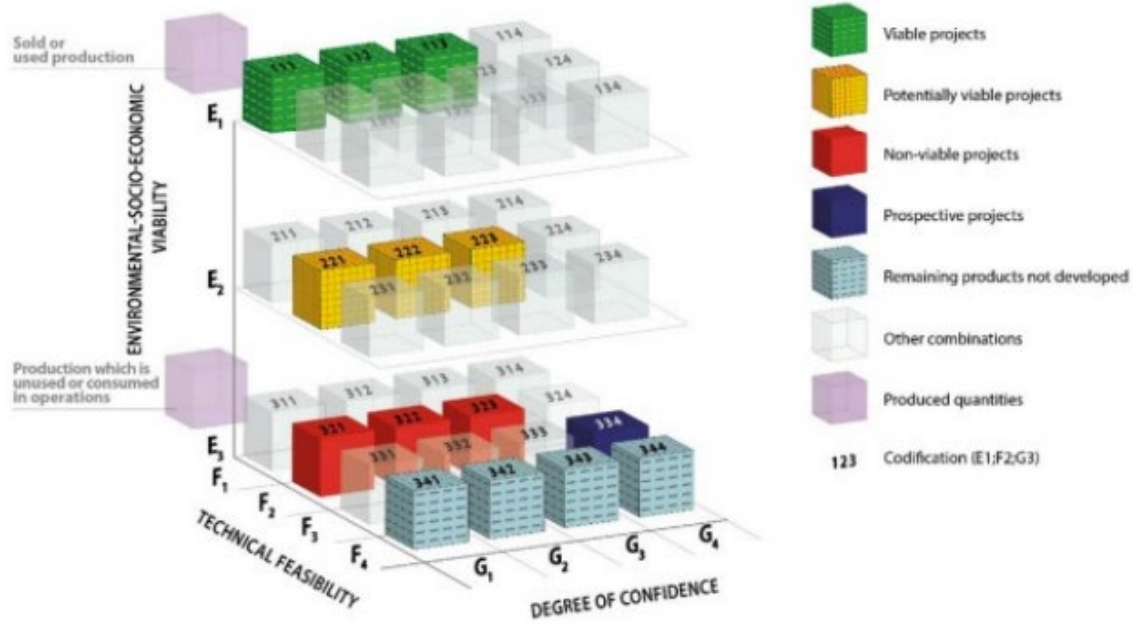 Sold or
used production
E1
ENVIRONMENTAL-SOCIO-ECONOMIC
VIABILITY
E2
Production which is
unused or consumed
in operations
E3
F1
F2
F3
F4
TECHNICAL FEASIBILITY
G1
G2
G3
G4
DEGREE OF CONFIDENCE
111
112
113
114
123
124
133
134
211
212
213
214
221
222
223
224
231
232
233
234
311
312
313
314
321
322
323
324
331
332
333
334
341
342
343
344
Viable projects
Potentially viable projects
Non-viable projects
Prospective projects
Remaining products not developed
Other combinations
Produced quantities
123 Codification (E1;F2;G3)